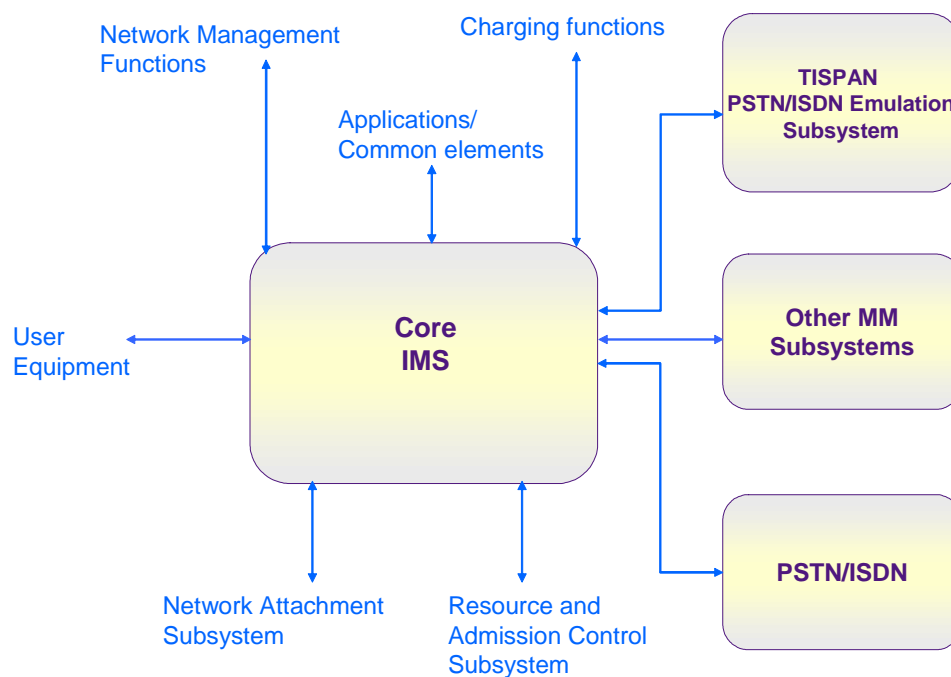 Network Management
Functions
Charging functions
Applications/
Common elements
TISPAN
PSTN/ISDN Emulation
Subsystem
Core
IMS
User
Equipment
Other MM
Subsystems
PSTN/ISDN
Network Attachment
Subsystem
Resource and
Admission Control
Subsystem